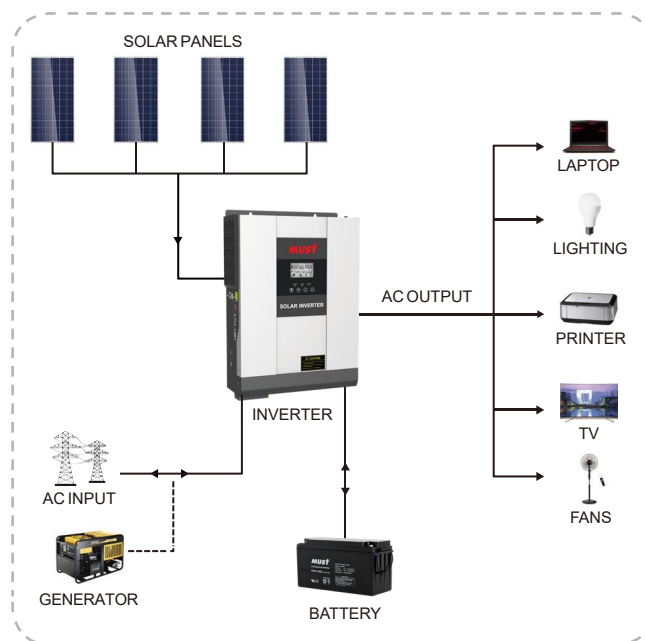 SOLAR PANELS
LAPTOP
LIGHTING
MUST
SOLAR INVERTER
AC OUTPUT
PRINTER
INVERTER
TV
AC INPUT
FANS
MUST
GENERATOR
BATTERY